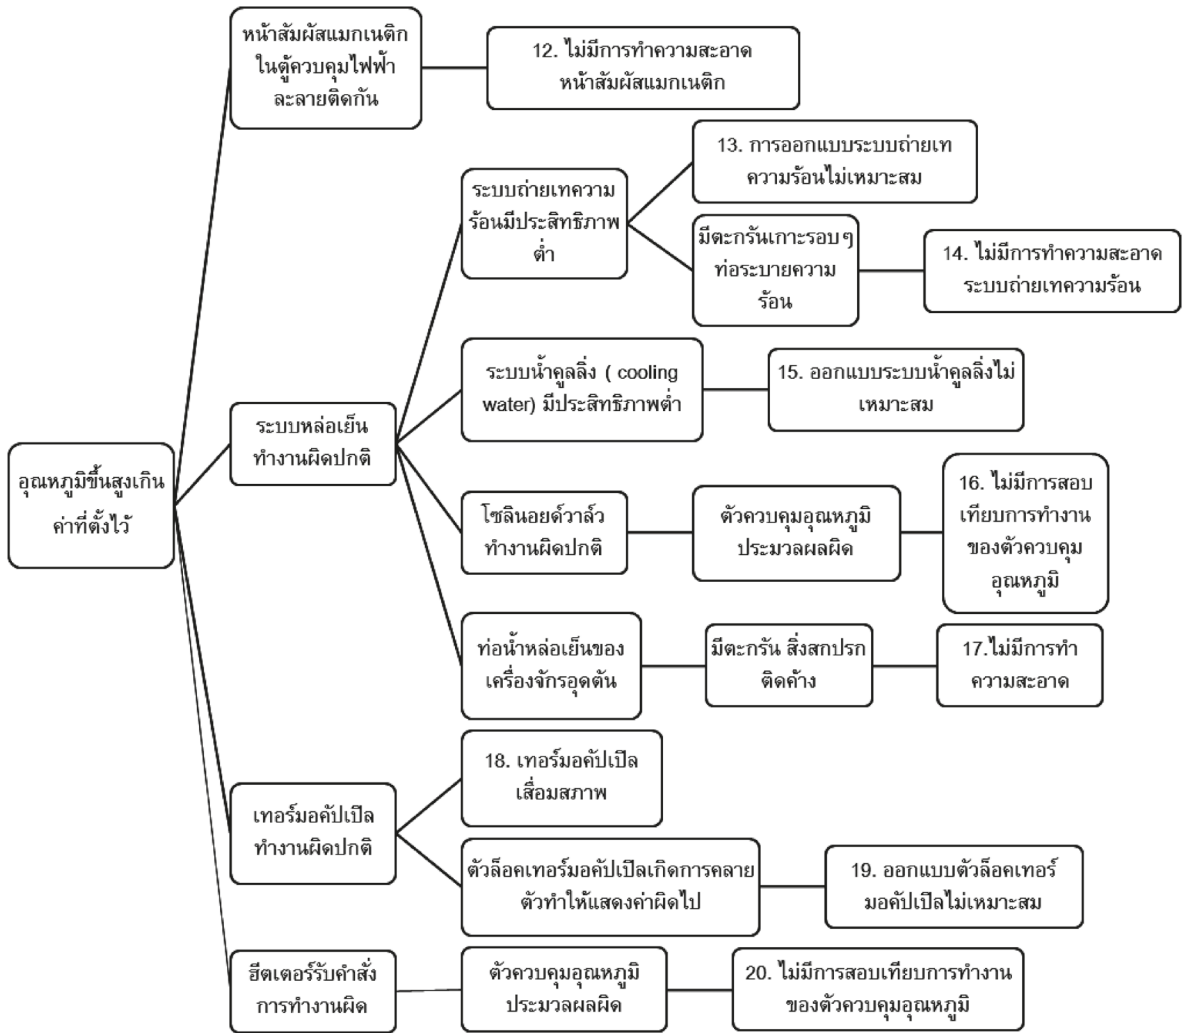 หน้าสัมผัสแมกเนติก
ในตู้ควบคุมไฟฟ้า
ละลายติดกัน
12. ไม่มีการทำความสะอาด
หน้าสัมผัสแมกเนติก
13. การออกแบบระบบถ่ายเท
ความร้อนไม่เหมาะสม
ระบบถ่ายเทความ
ร้อนมีประสิทธิภาพ
ต่ำ
มีตะกรันเกาะรอบๆ
ท่อระบายความ
ร้อน
14. ไม่มีการทำความสะอาด
ระบบถ่ายเทความร้อน
ระบบน้ำคูลลิ่ง ( cooling
water) มีประสิทธิภาพต่ำ
15. ออกแบบระบบน้ำคูลลิ่งไม่
เหมาะสม
ระบบหล่อเย็น
ทำงานผิดปกติ
อุณหภูมิขึ้นสูงเกิน
ค่าที่ตั้งไว้
โซลินอยด์วาล์ว
ทำงานผิดปกติ
ตัวควบคุมอุณหภูมิ
ประมวลผลผิด
16. ไม่มีการสอบ
เทียบการทำงาน
ของตัวควบคุม
อุณหภูมิ
ท่อน้ำหล่อเย็นของ
เครื่องจักรอุดตัน
มีตะกรัน สิ่งสกปรก
ติดค้าง
17.ไม่มีการทำ
ความสะอาด
18. เทอร์มอคัปเปิล
เสื่อมสภาพ
เทอร์มอคัปเปิล
ทำงานผิดปกติ
ตัวล็อคเทอร์มอคัปเปิลเกิดการคลาย
ตัวทำให้แสดงค่าผิดไป
19. ออกแบบตัวล็อคเทอร์
มอคัปเปิลไม่เหมาะสม
ฮีตเตอร์รับคำสั่ง
การทำงานผิด
ตัวควบคุมอุณหภูมิ
ประมวลผลผิด
20. ไม่มีการสอบเทียบการทำงาน
ของตัวควบคุมอุณหภูมิ